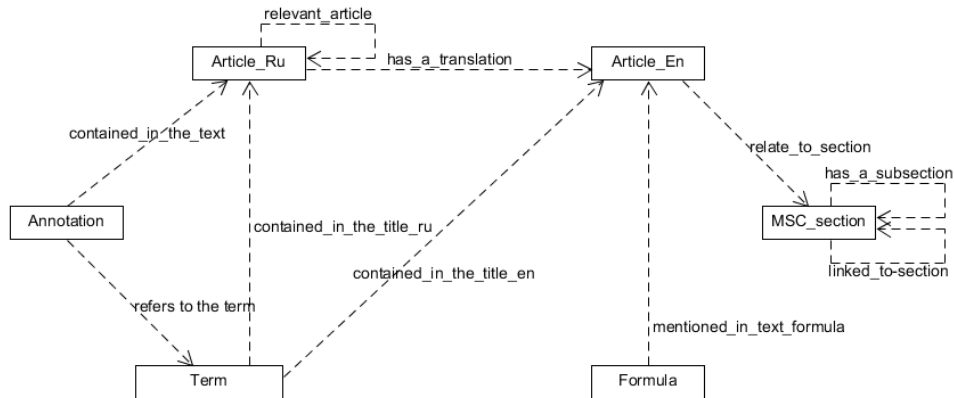 relevant_article
Article_Ru
has_a_translation
Article_En
contained_in_the_text
relate_to_section
has_a_subsection
Annotation
contained_in_the_title_ru
MSC_section
contained_in_the_title_en
linked_to-section
refers to the term
mentioned_in_text_formula
Term
Formula